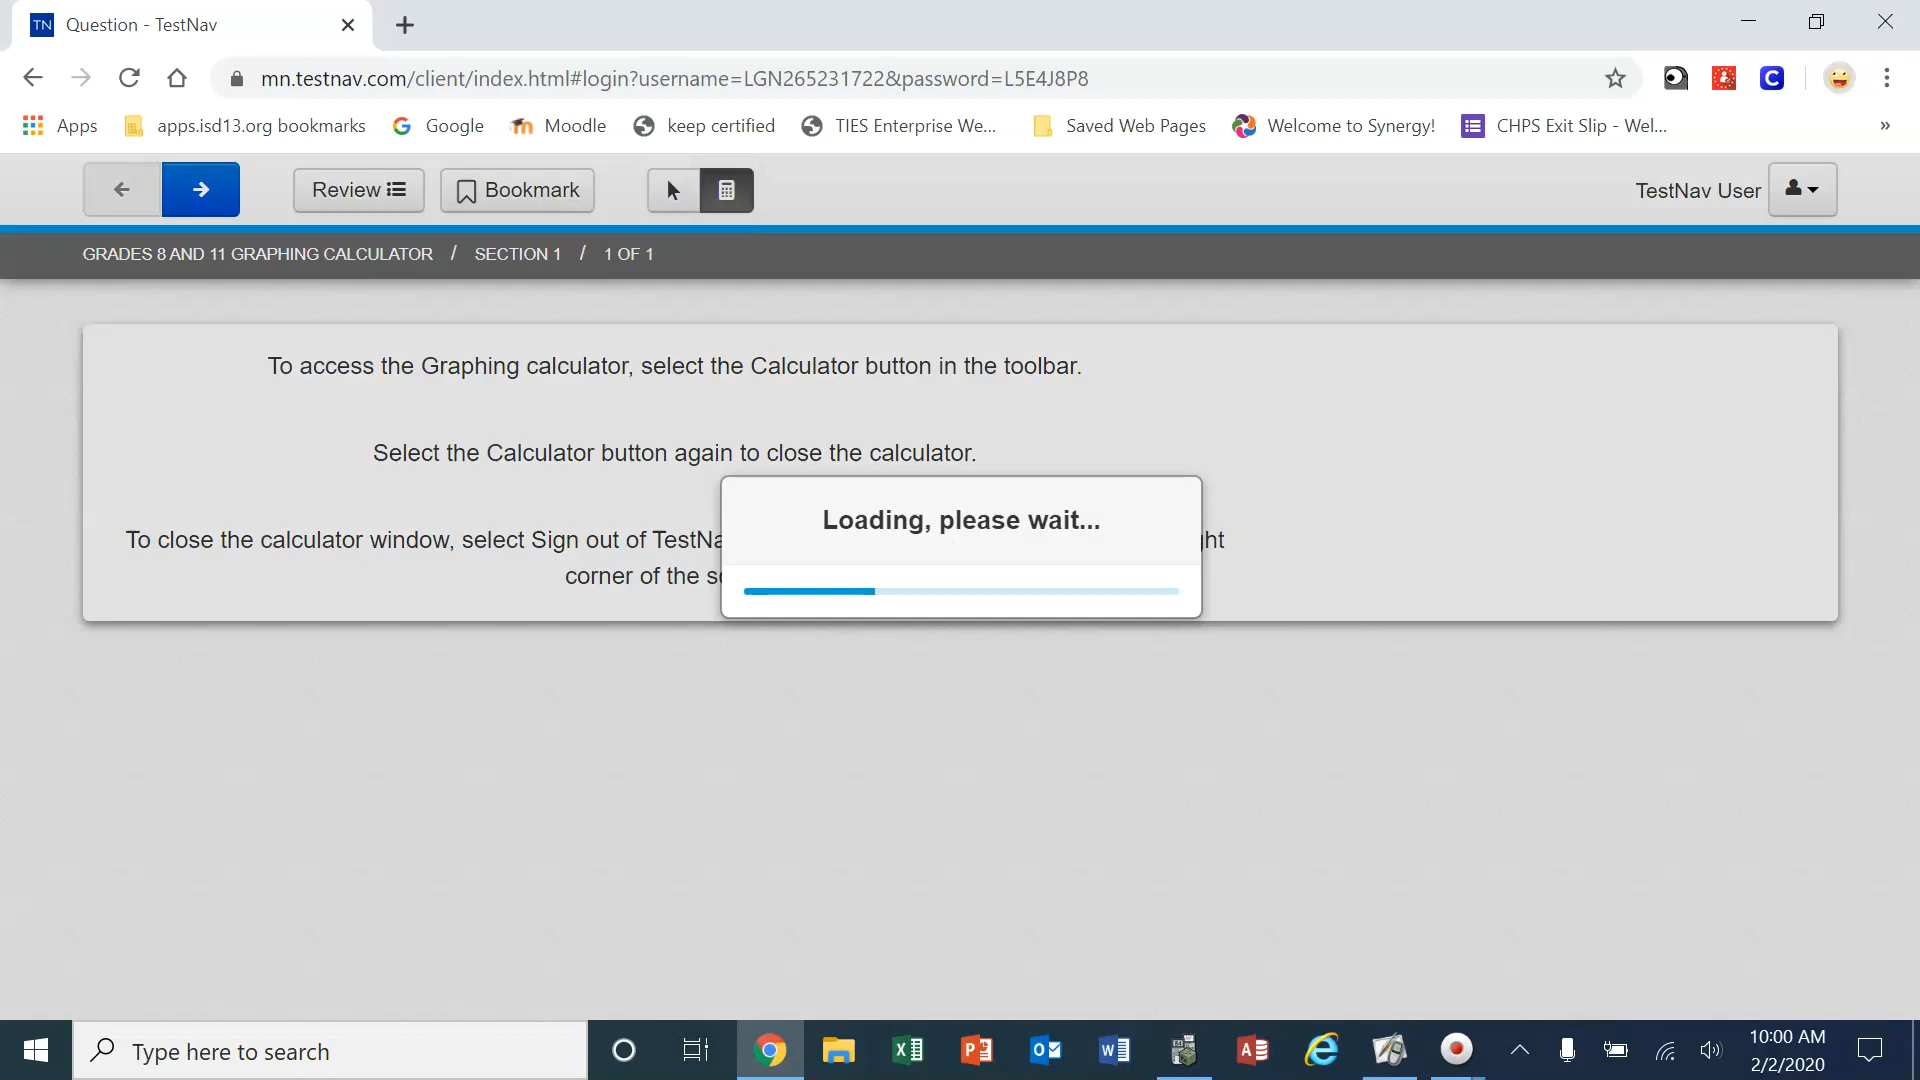 TN Question - TestNav
mn.testnav.com/client/index.html#login?username=LGN265231722&password=L5E4J8P8
Apps apps.isd13.org bookmarks Google Moodle keep certified TIES Enterprise We... Saved Web Pages Welcome to Synergy! CHPS Exit Slip - Wel... »
Review Bookmark TestNav User
GRADES 8 AND 11 GRAPHING CALCULATOR / SECTION 1 / 1 OF 1
To access the Graphing calculator, select the Calculator button in the toolbar.
Select the Calculator button again to close the calculator.
Loading, please wait...
To close the calculator window, select Sign out of TestNa ht
corner of the s
Type here to search
10:00 AM
2/2/2020